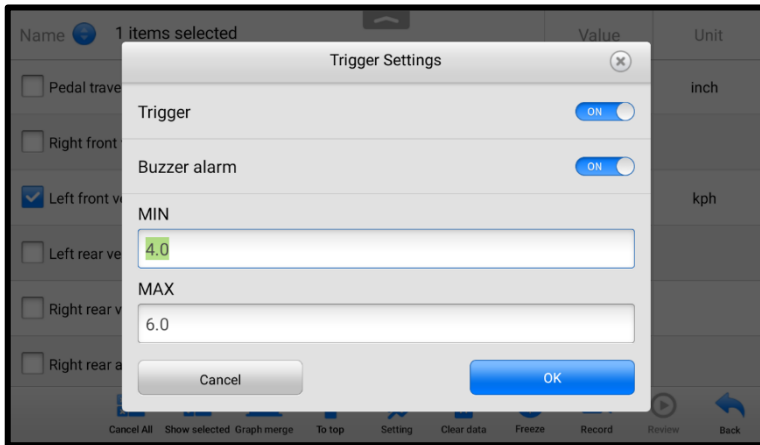 Name 1 items selected Value Unit
Trigger Settings
Pedal trave inch
Trigger ON
Right front
Buzzer alarm ON
Left front ve kph
MIN
4.0
Left rear ve
MAX
Right rear v
6.0
Right rear a
Cancel OK
Cancel All Show selected Graph merge To top Setting Clear data Freeze Record Review Back